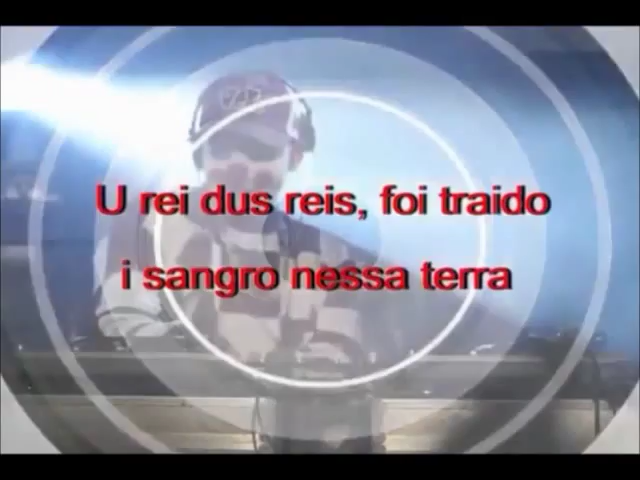 U rei dus reis, foi traido
i sangro nessa terra